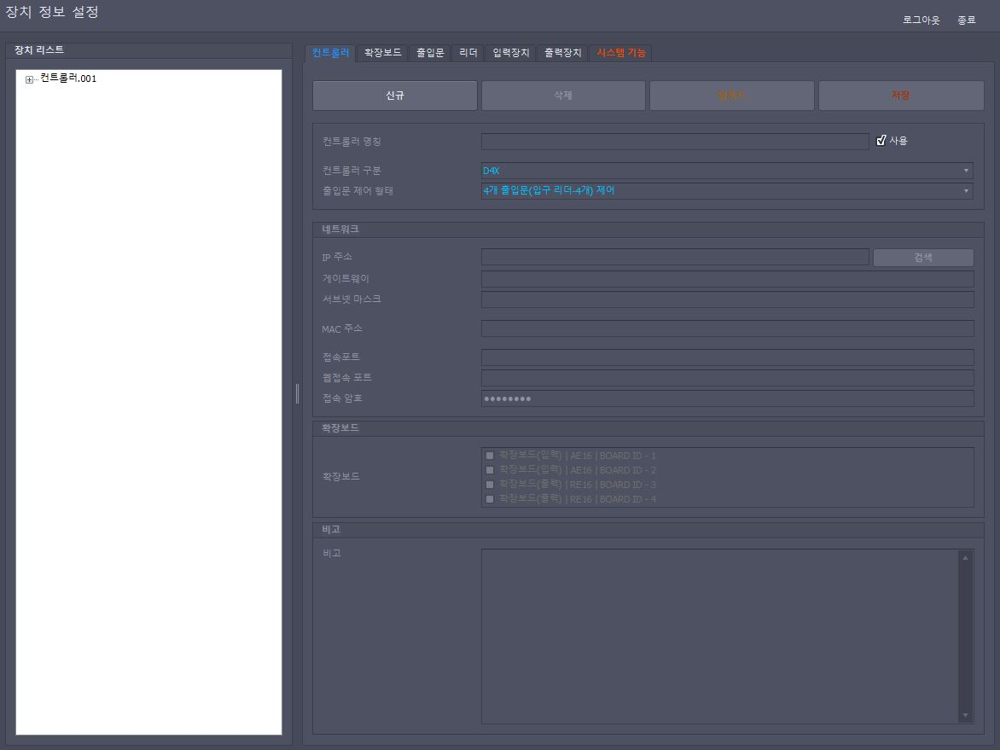 장치 정보 설정
로그아웃 종료
장치 리스트
컨트롤러.001
컨트롤러 확장보드 출입문 리더 입력장치 출력장치 시스템 기능
신규 삭제 업로드 저장
컨트롤러 명칭 사용
컨트롤러 구분 D4X
출입문 제어 형태 4개 출입문(입구 리더-4개) 제어
네트워크
IP 주소 검색
게이트웨이
서브넷 마스크
MAC 주소
접속포트
웹접속 포트
접속 암호 ●●●●●●●●
확장보드
확장보드
확장보드(입력) | AE16 | BOARD ID - 1
확장보드(입력) | AE16 | BOARD ID - 2
확장보드(출력) | RE16 | BOARD ID - 3
확장보드(출력) | RE16 | BOARD ID - 4
비고
비고